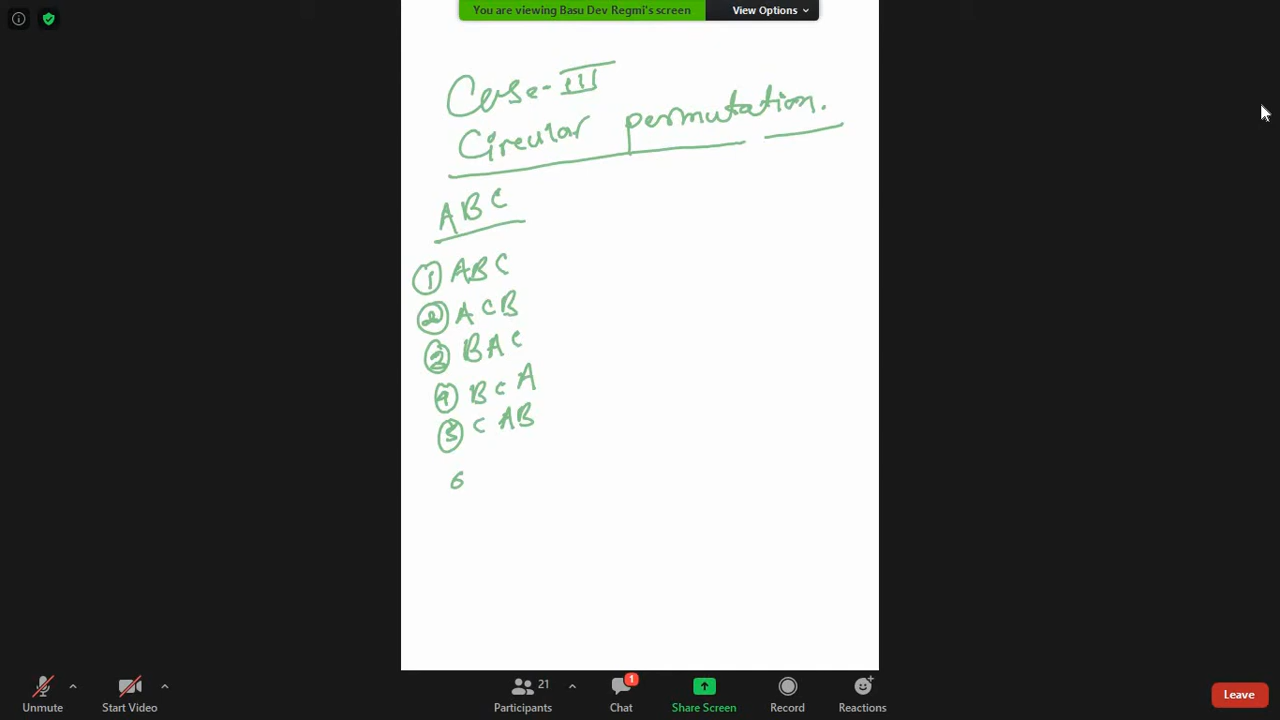 You are viewing Basu Dev Regmi's screen
View Options
Case-III
Circular permutation.
ABC
1 ABC
2 ACB
3 BAC
4 BCA
5 CAB
6
Unmute
Start Video
21
Participants
1
Chat
Share Screen
Record
Reactions
Leave